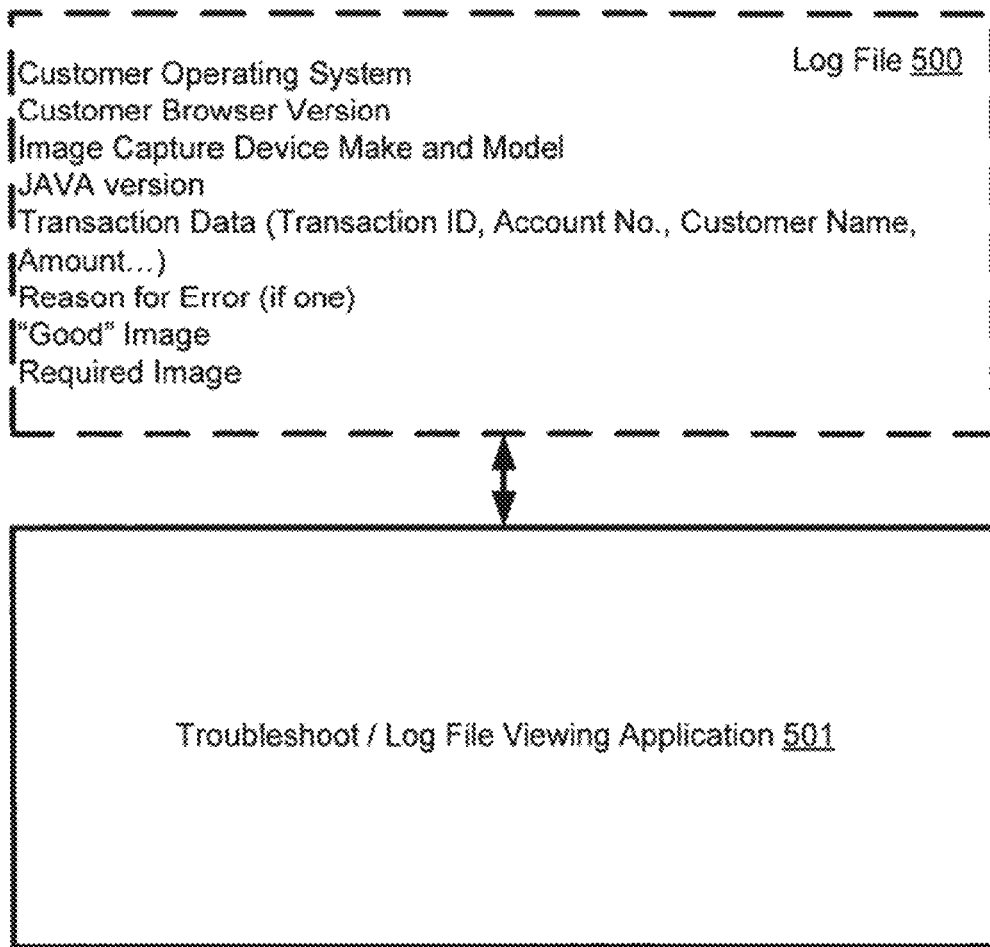 Log File 500
Customer Operating System
Customer Browser Version
Image Capture Device Make and Model
JAVA version
Transaction Data (Transaction ID, Account No., Customer Name,
Amount...)
Reason for Error (if one)
“Good” Image
Required Image
Troubleshoot / Log File Viewing Application 501